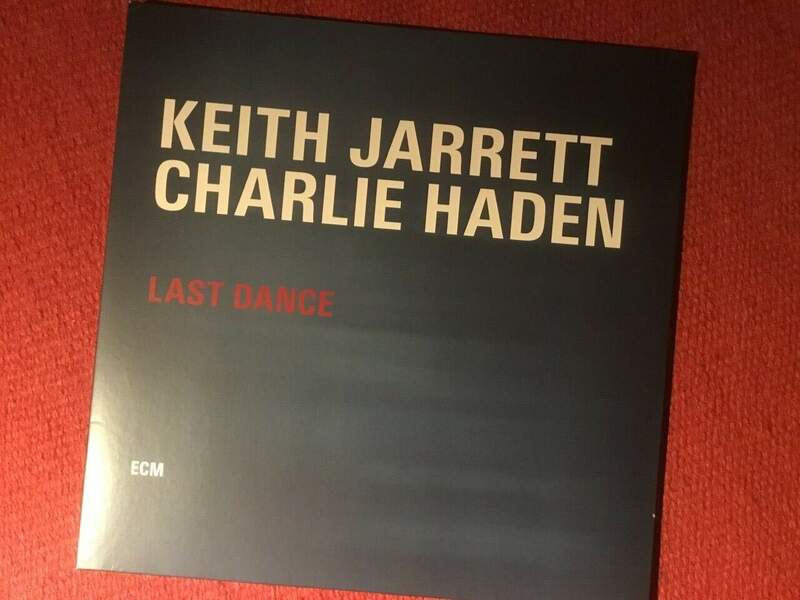 KEITH JARRETT
CHARLIE HADEN
LAST DANCE
ECM